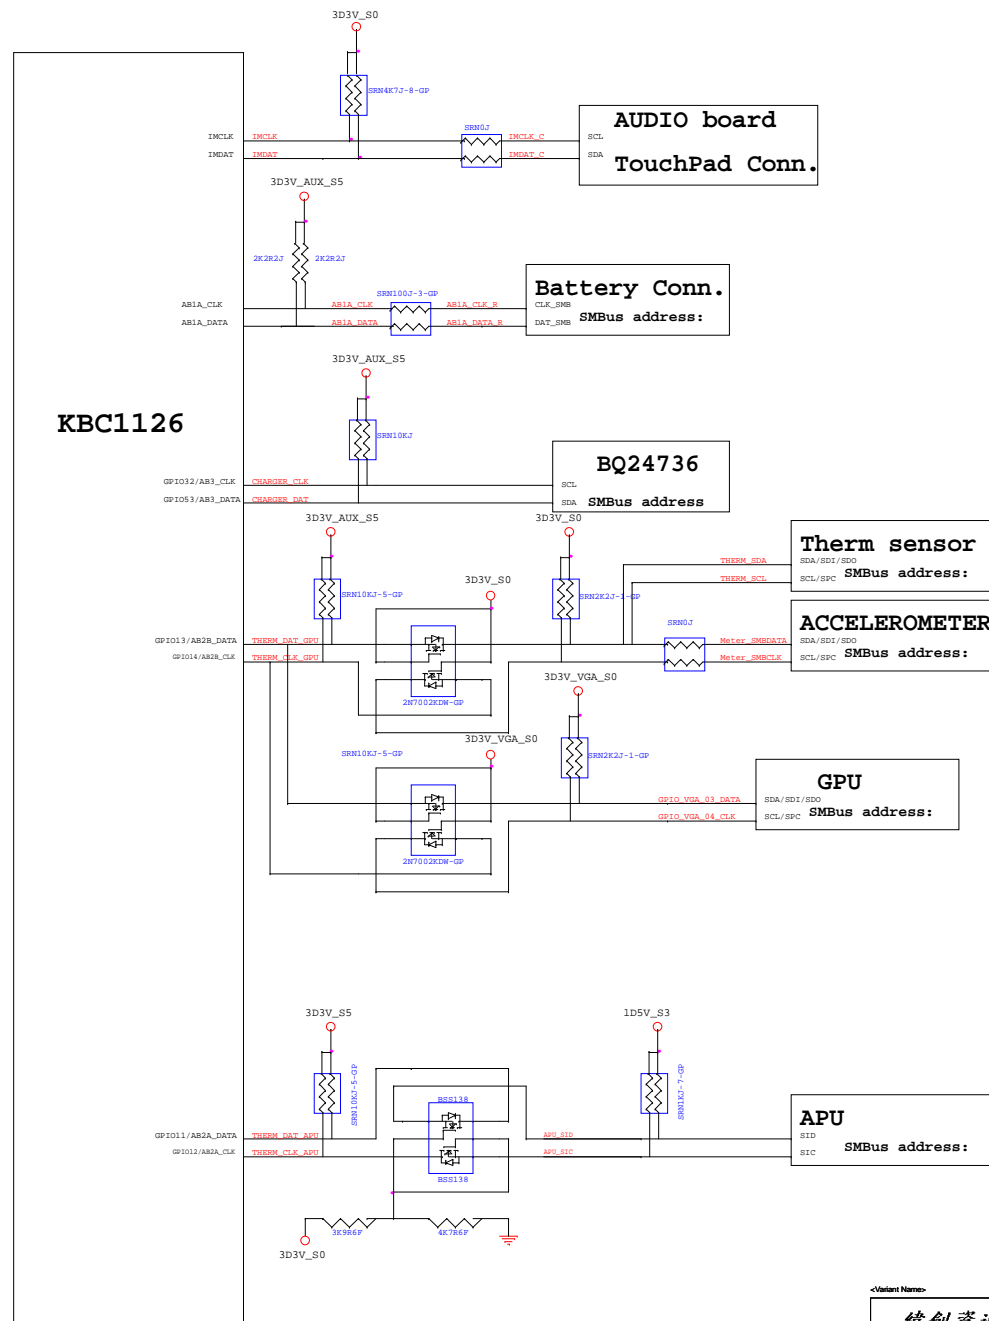 3D3V_S0
SRN4K7J-8-GP
SRN0J
AUDIO board
IMCLK IMCLK IMCLK_C SCL
IMDAT IMDAT IMDAT_C SDA
TouchPad Conn.
3D3V_AUX_S5
2K2R2J 2K2R2J
SRN100J-3-GP
Battery Conn.
AB1A_CLK AB1A_CLK AB1A_CLK_R CLK_SMB
SMBus address:
AB1A_DATA AB1A_DATA AB1A_DATA_R DAT_SMB
3D3V_AUX_S5
KBC1126
SRN10KJ
BQ24736
GPIO32/AB3_CLK CHARGER_CLK SCL
GPIO53/AB3_DATA CHARGER_DAT SDA SMBus address
3D3V_AUX_S5 3D3V_S0
Therm sensor
THERM_SDA SDA/SDI/SDO
THERM_SCL SCL/SPC SMBus address:
3D3V_S0
SRN10KJ-5-GP SRN2K2J-1-GP
SRN0J
ACCELEROMETER
GPIO13/AB2B_DATA THERM_DAT_GPU Meter_SMBDATA SDA/SDI/SDO
GPIO14/AB2B_CLK THERM_CLK_GPU Meter_SMBCLK SCL/SPC SMBus address:
3D3V_VGA_S0
2N7002KDW-GP
3D3V_VGA_S0
SRN10KJ-5-GP SRN2K2J-1-GP
GPU
GPIO_VGA_03_DATA SDA/SDI/SDO
GPIO_VGA_04_CLK SCL/SPC SMBus address:
2N7002KDW-GP
3D3V_S5 1D5V_S3
SRN10KJ-5-GP
BSS138
SRN1KJ-7-GP
APU
GPIO11/AB2A_DATA THERM_DAT_APU APU_SID SID
GPIO12/AB2A_CLK THERM_CLK_APU APU_SIC SIC SMBus address:
BSS138
3K9R6F 4K7R6F
3D3V_S0
<Variant Name>
緯創資